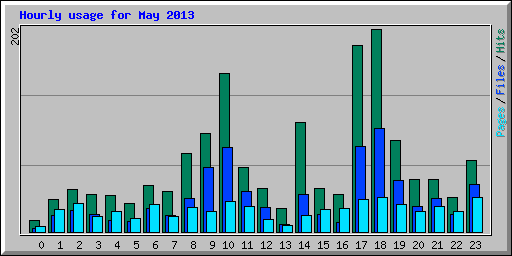 Hourly usage for May 2013
202
Pages/Files/Hits
0 1 2 3 4 5 6 7 8 9 10 11 12 13 14 15 16 17 18 19 20 21 22 23